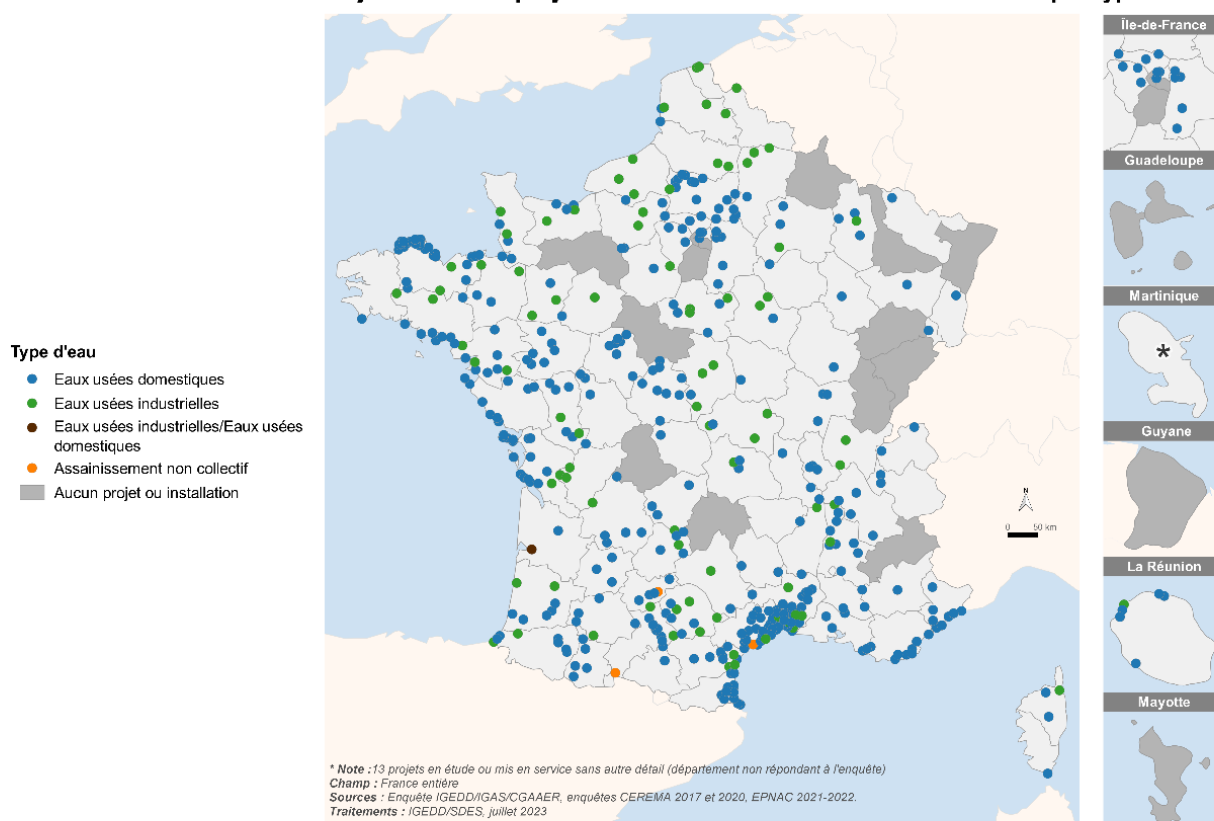 Type d'eau
Eaux usées domestiques
Eaux usées industrielles
Eaux usées industrielles/Eaux usées
domestiques
Assainissement non collectif
Aucun projet ou installation
N
0 50 km
* Note : 13 projets en étude ou mis en service sans autre détail (département non répondant à l'enquête)
Champ : France entière
Sources : Enquête IGEDD/IGAS/CGAAER, enquêtes CEREMA 2017 et 2020, EPNAC 2021-2022.
Traitements : IGEDD/SDES, juillet 2023
Île-de-France
Guadeloupe
Martinique
*
Guyane
La Réunion
Mayotte